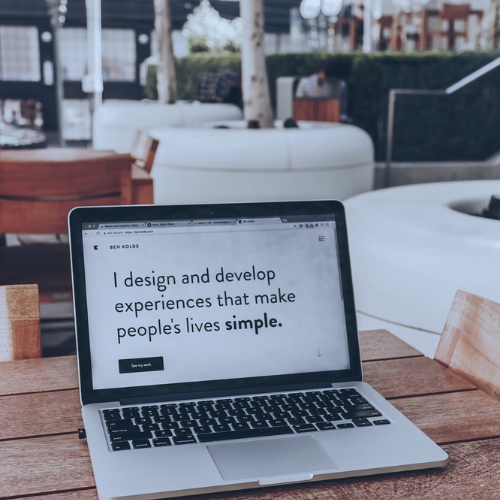 BEN KOLDE
I design and develop
experiences that make
people's lives simple.
See my work